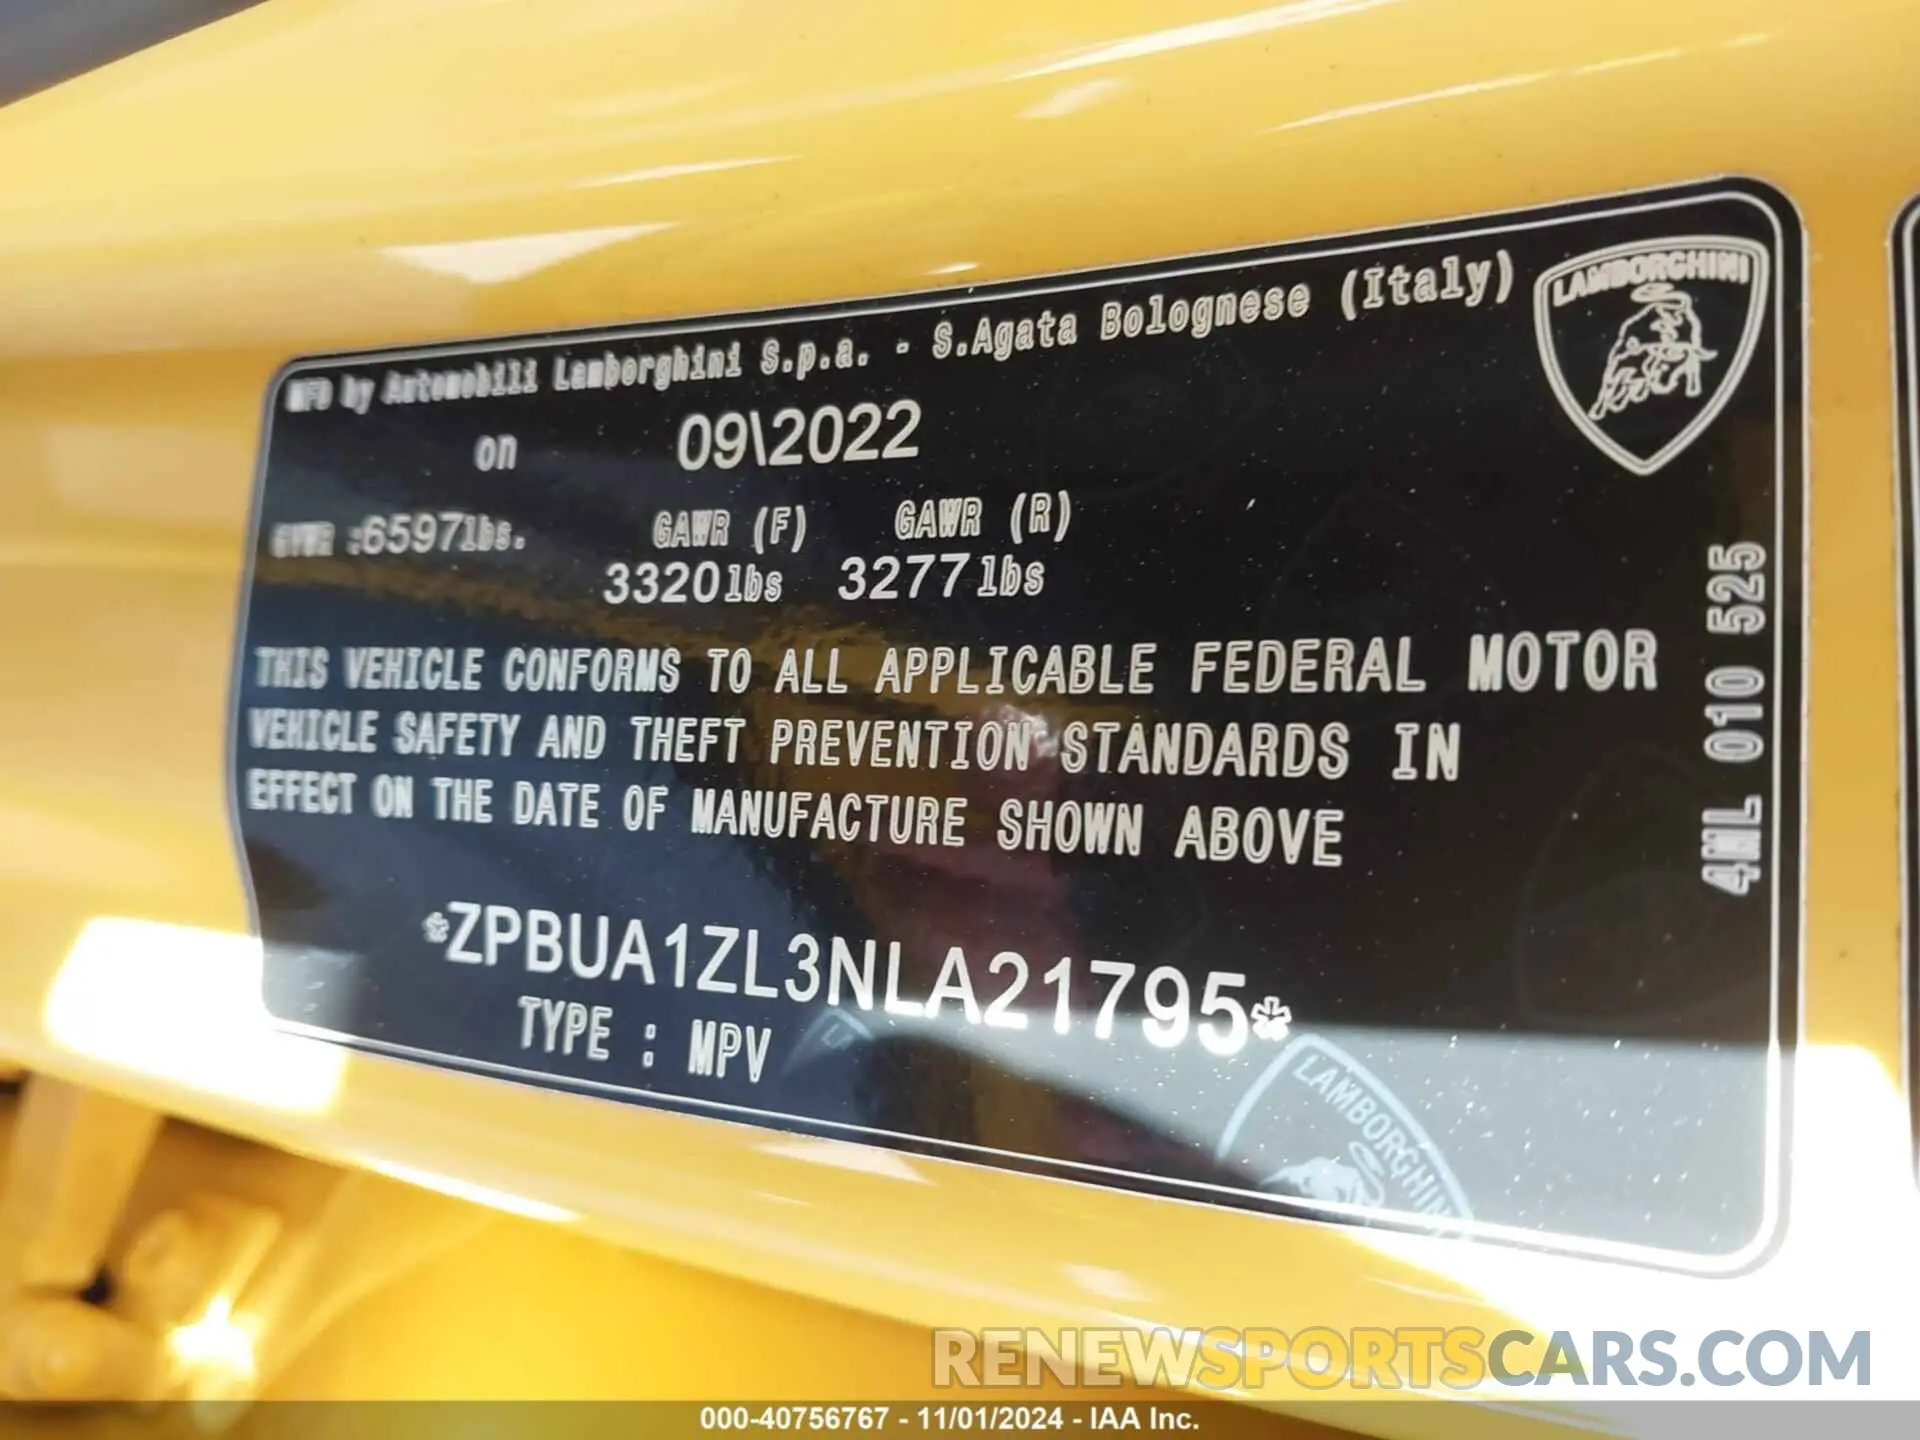 MFD by Automobili Lamborghini S.p.a. - S.Agata Bolognese (Italy)
LAMBORGHINI
on 09\2022
GVWR :6597lbs. GAWR (F) GAWR (R)
3320lbs 3277lbs
THIS VEHICLE CONFORMS TO ALL APPLICABLE FEDERAL MOTOR
VEHICLE SAFETY AND THEFT PREVENTION STANDARDS IN
EFFECT ON THE DATE OF MANUFACTURE SHOWN ABOVE
4ML 010 525
*ZPBUA1ZL3NLA21795*
TYPE : MPV
LAMBORGHINI
RENEWSPORTSCARS.COM
000-40756767 - 11/01/2024 - IAA Inc.